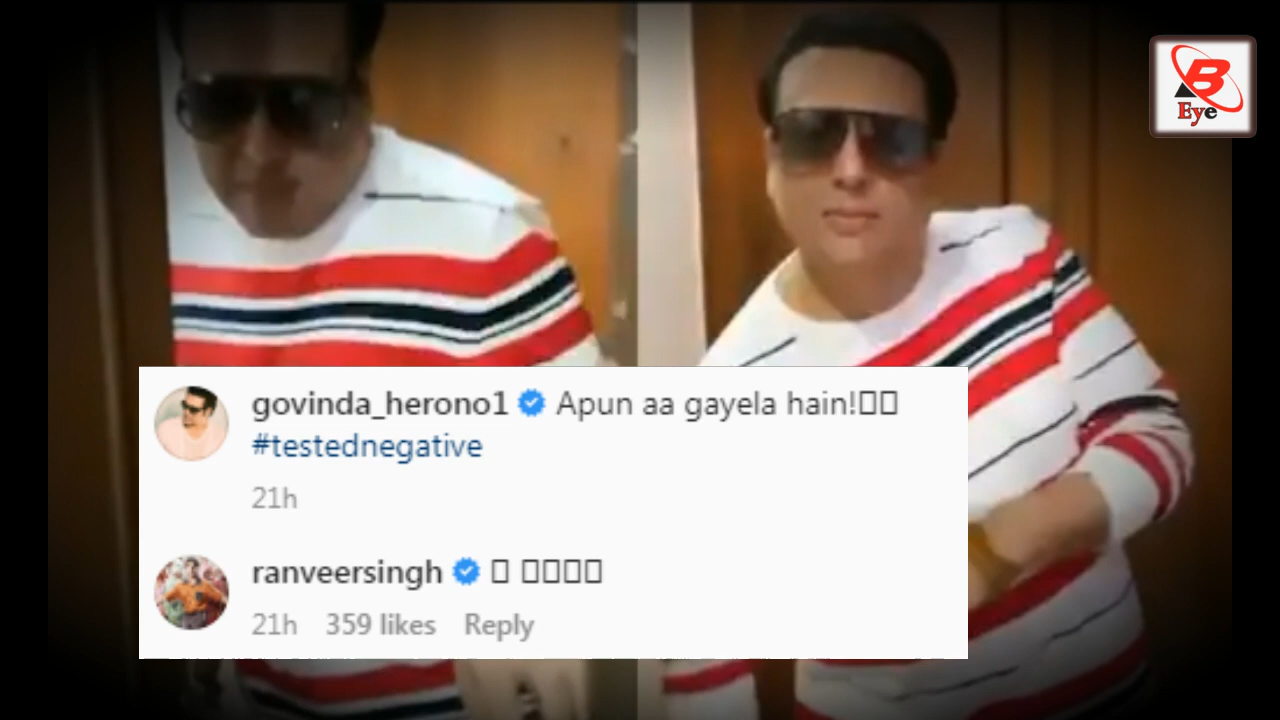 B
Eye
govinda_herono1 Apun aa gayela hain!▯▯
#testednegative
21h
ranveersingh ▯ ▯▯▯▯
21h 359 likes Reply